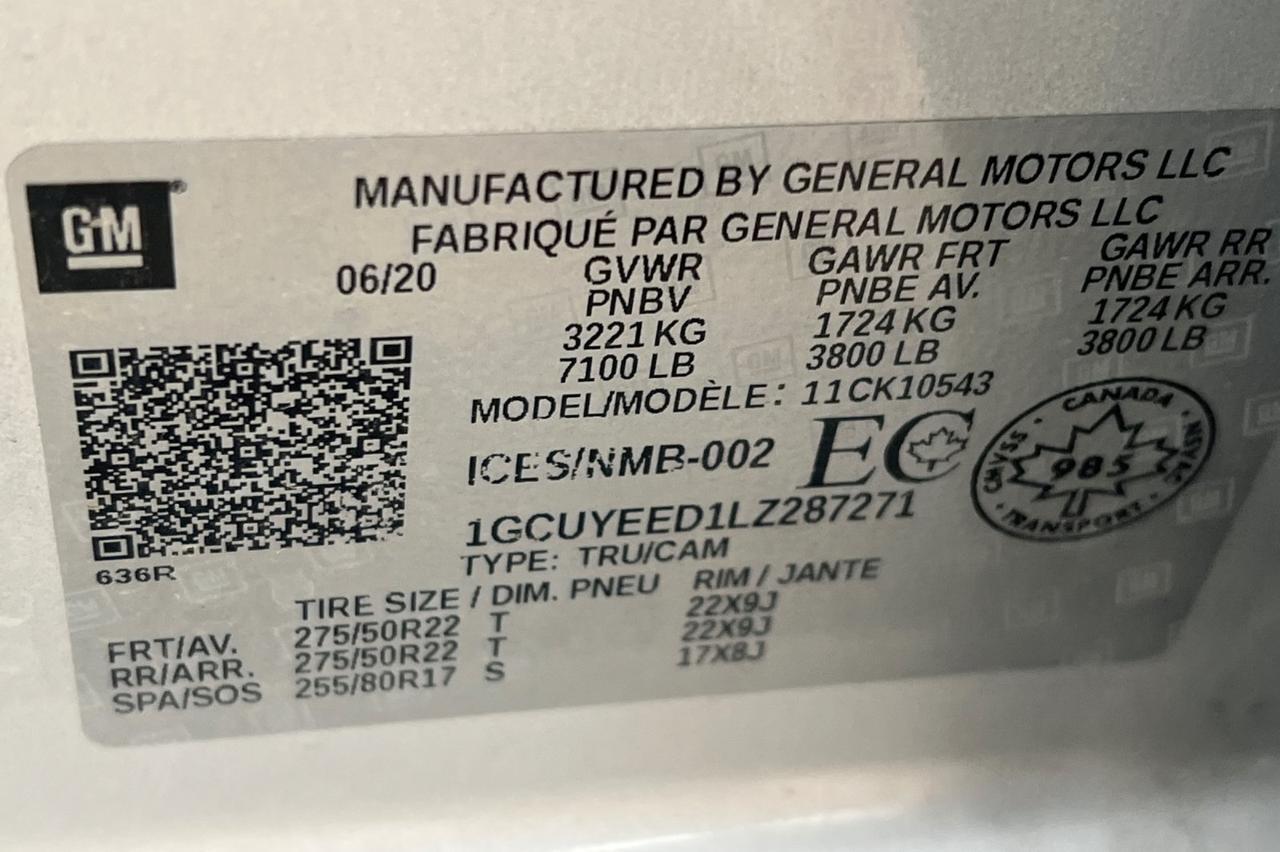 GM®
MANUFACTURED BY GENERAL MOTORS LLC
FABRIQUÉ PAR GENERAL MOTORS LLC
06/20
GVWR GAWR FRT GAWR RR
PNBV PNBE AV. PNBE ARR.
3221 KG 1724 KG 1724 KG
7100 LB 3800 LB 3800 LB
MODEL/MODÈLE: 11CK10543
ICES/NMB-002 EC
CANADA
CMVSS 985 NSVAC
TRANSPORT
1GCUYEED1LZ287271
TYPE: TRU/CAM
636R
TIRE SIZE / DIM. PNEU RIM / JANTE
FRT/AV. 275/50R22 T 22X9J
RR/ARR. 275/50R22 T 22X9J
SPA/SOS 255/80R17 S 17X8J